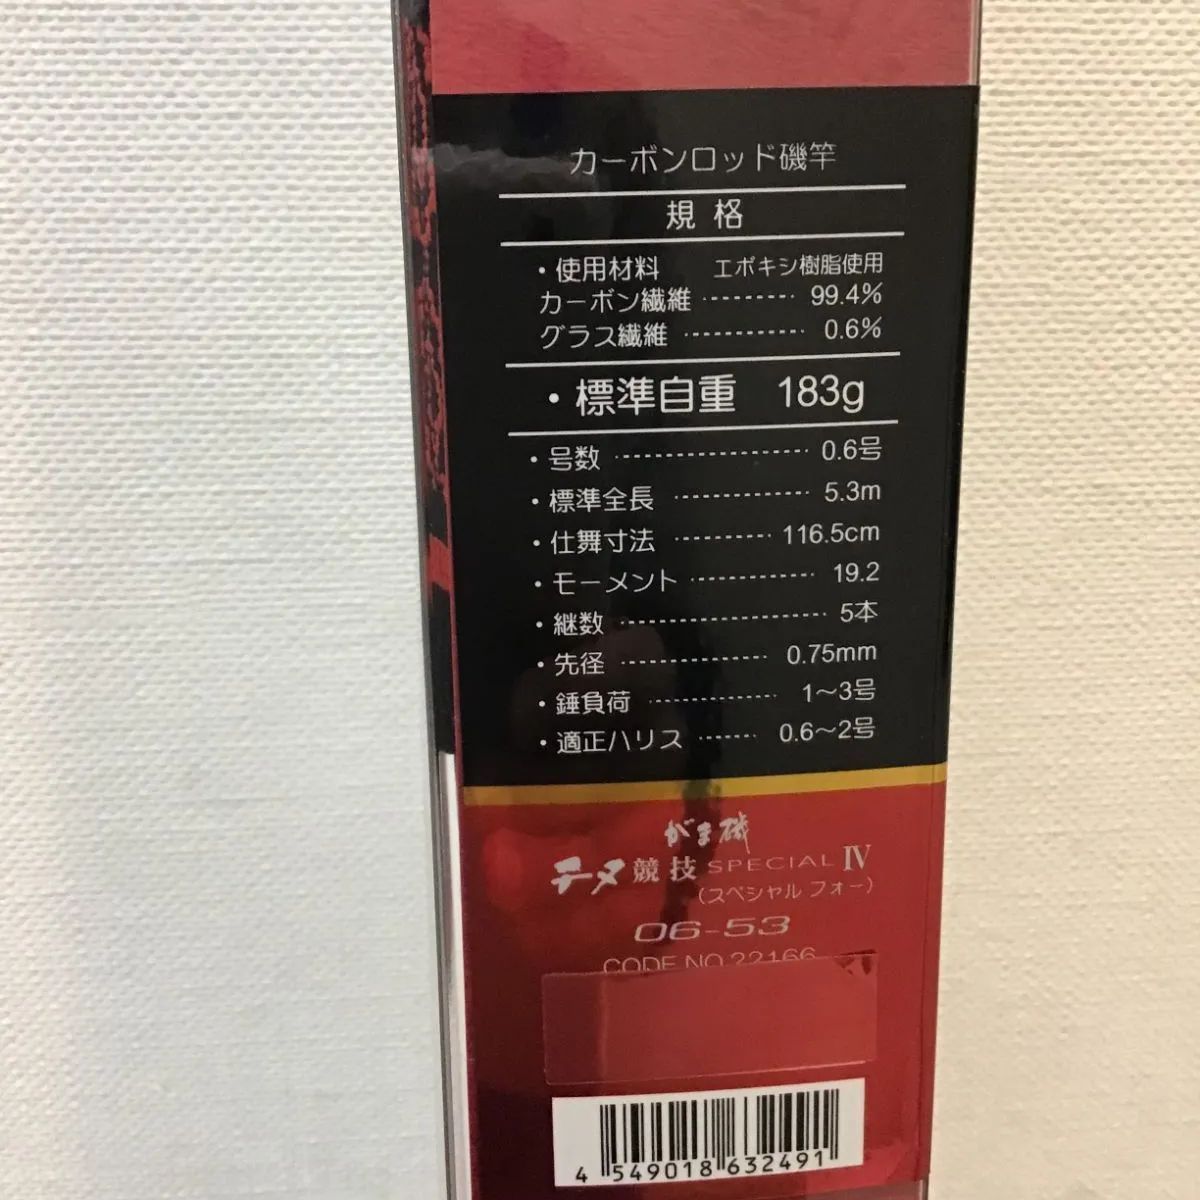 カーボンロッド磯竿
規格
・使用材料 エポキシ樹脂使用
カーボン繊維 99.4%
グラス繊維 0.6%
・標準自重 183g
・号数 0.6号
・標準全長 5.3m
・仕舞寸法 116.5cm
・モーメント 19.2
・継数 5本
・先径 0.75mm
・錘負荷 1〜3号
・適正ハリス 0.6〜2号
がま磯
チヌ競技 SPECIAL Ⅳ
(スペシャル フォー)
06-53
CODE NO.22166
4 549018 632491